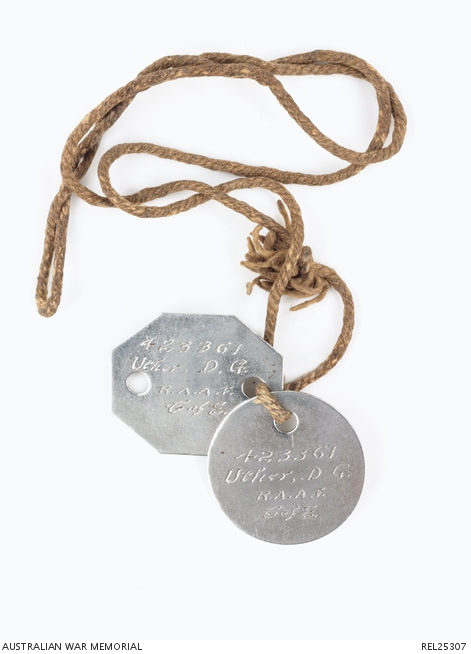 423361
Uther D. G.
R.A.A.F.
C of E.
423361
Uther, D G.
R.A.A.F.
C of E.
AUSTRALIAN WAR MEMORIAL
REL25307